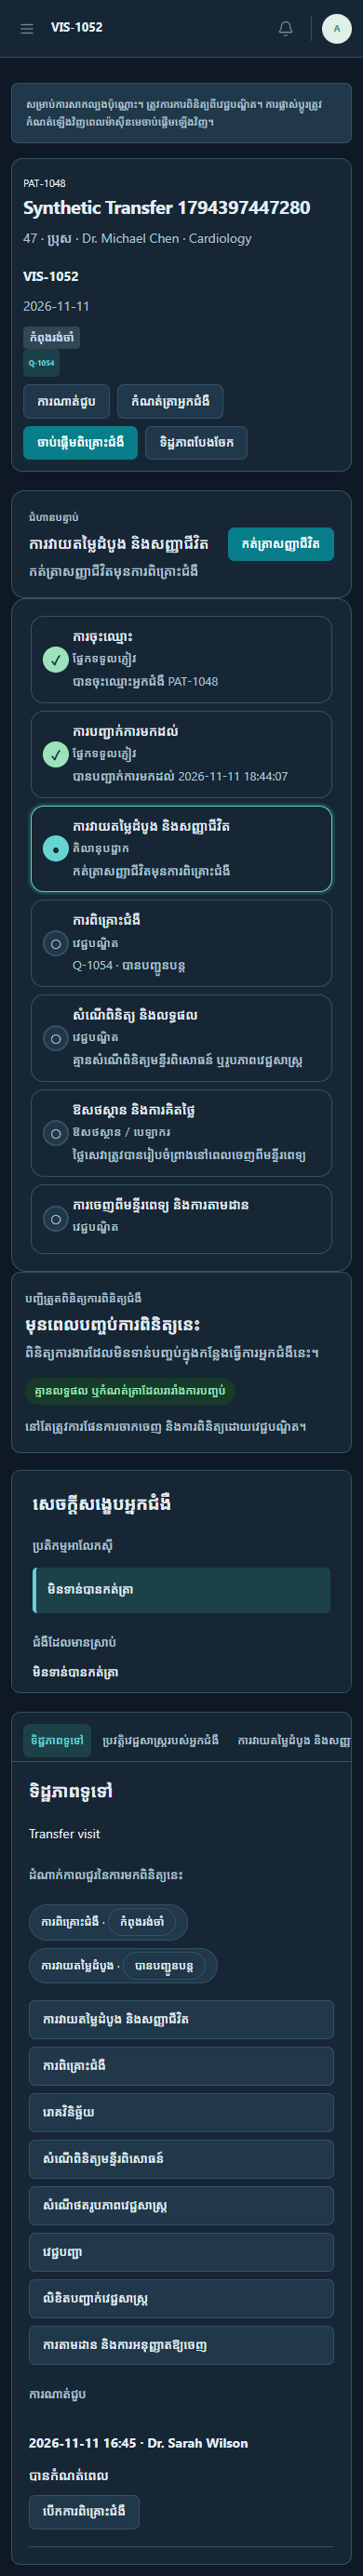 VIS-1052
A
សម្រាប់ការសាកល្បងប៉ុណ្ណោះ។ ត្រូវការការពិនិត្យពីវេជ្ជបណ្ឌិត។ ការផ្លាស់ប្តូរត្រូវ
កំណត់ឡើងវិញពេលម៉ាស៊ីនមេចាប់ផ្តើមឡើងវិញ។
PAT-1048
Synthetic Transfer 1794397447280
47 · ប្រុស · Dr. Michael Chen · Cardiology
VIS-1052
2026-11-11
កំពុងរង់ចាំ
Q-1054
ការណាត់ជួប
កំណត់ត្រាអ្នកជំងឺ
ចាប់ផ្តើមពិគ្រោះជំងឺ
ទិដ្ឋភាពបែងចែក
ជំហានបន្ទាប់
ការវាយតម្លៃដំបូង និងសញ្ញាជីវិត
កត់ត្រាសញ្ញាជីវិតមុនការពិគ្រោះជំងឺ
កត់ត្រាសញ្ញាជីវិត
ការចុះឈ្មោះ
ផ្នែកទទួលភ្ញៀវ
បានចុះឈ្មោះអ្នកជំងឺ PAT-1048
ការបញ្ជាក់ការមកដល់
ផ្នែកទទួលភ្ញៀវ
បានបញ្ជាក់ការមកដល់ 2026-11-11 18:44:07
ការវាយតម្លៃដំបូង និងសញ្ញាជីវិត
គិលានុបដ្ឋាក
កត់ត្រាសញ្ញាជីវិតមុនការពិគ្រោះជំងឺ
ការពិគ្រោះជំងឺ
វេជ្ជបណ្ឌិត
Q-1054 · បានបញ្ជូនបន្ត
សំណើពិនិត្យ និងលទ្ធផល
វេជ្ជបណ្ឌិត
គ្មានសំណើពិនិត្យមន្ទីរពិសោធន៍ ឬរូបភាពវេជ្ជសាស្ត្រ
ឱសថស្ថាន និងការគិតថ្លៃ
ឱសថស្ថាន / បេឡាករ
ថ្លៃសេវាត្រូវបានរៀបចំព្រាងនៅពេលចេញពីមន្ទីរពេទ្យ
ការចេញពីមន្ទីរពេទ្យ និងការតាមដាន
វេជ្ជបណ្ឌិត
បញ្ជីត្រួតពិនិត្យការពិនិត្យជំងឺ
មុនពេលបញ្ចប់ការពិនិត្យនេះ
ពិនិត្យការងារដែលមិនទាន់បញ្ចប់ក្នុងកន្លែងធ្វើការអ្នកជំងឺនេះ។
គ្មានលទ្ធផល ឬកំណត់ត្រាដែលរារាំងការបញ្ចប់
នៅតែត្រូវការផែនការចាកចេញ និងការពិនិត្យដោយវេជ្ជបណ្ឌិត។
សេចក្តីសង្ខេបអ្នកជំងឺ
ប្រតិកម្មអាលែកស៊ី
មិនទាន់បានកត់ត្រា
ជំងឺដែលមានស្រាប់
មិនទាន់បានកត់ត្រា
ទិដ្ឋភាពទូទៅ
ប្រវត្តិវេជ្ជសាស្ត្ររបស់អ្នកជំងឺ
ការវាយតម្លៃដំបូង និងសញ្ញា
ទិដ្ឋភាពទូទៅ
Transfer visit
ដំណាក់កាលជួរនៃការមកពិនិត្យនេះ
ការពិគ្រោះជំងឺ · កំពុងរង់ចាំ
ការវាយតម្លៃដំបូង · បានបញ្ជូនបន្ត
ការវាយតម្លៃដំបូង និងសញ្ញាជីវិត
ការពិគ្រោះជំងឺ
រោគវិនិច្ឆ័យ
សំណើពិនិត្យមន្ទីរពិសោធន៍
សំណើថតរូបភាពវេជ្ជសាស្ត្រ
វេជ្ជបញ្ជា
លិខិតបញ្ជាក់វេជ្ជសាស្ត្រ
ការតាមដាន និងការអនុញ្ញាតឱ្យចេញ
ការណាត់ជួប
2026-11-11 16:45 · Dr. Sarah Wilson
បានកំណត់ពេល
បើកការពិគ្រោះជំងឺ